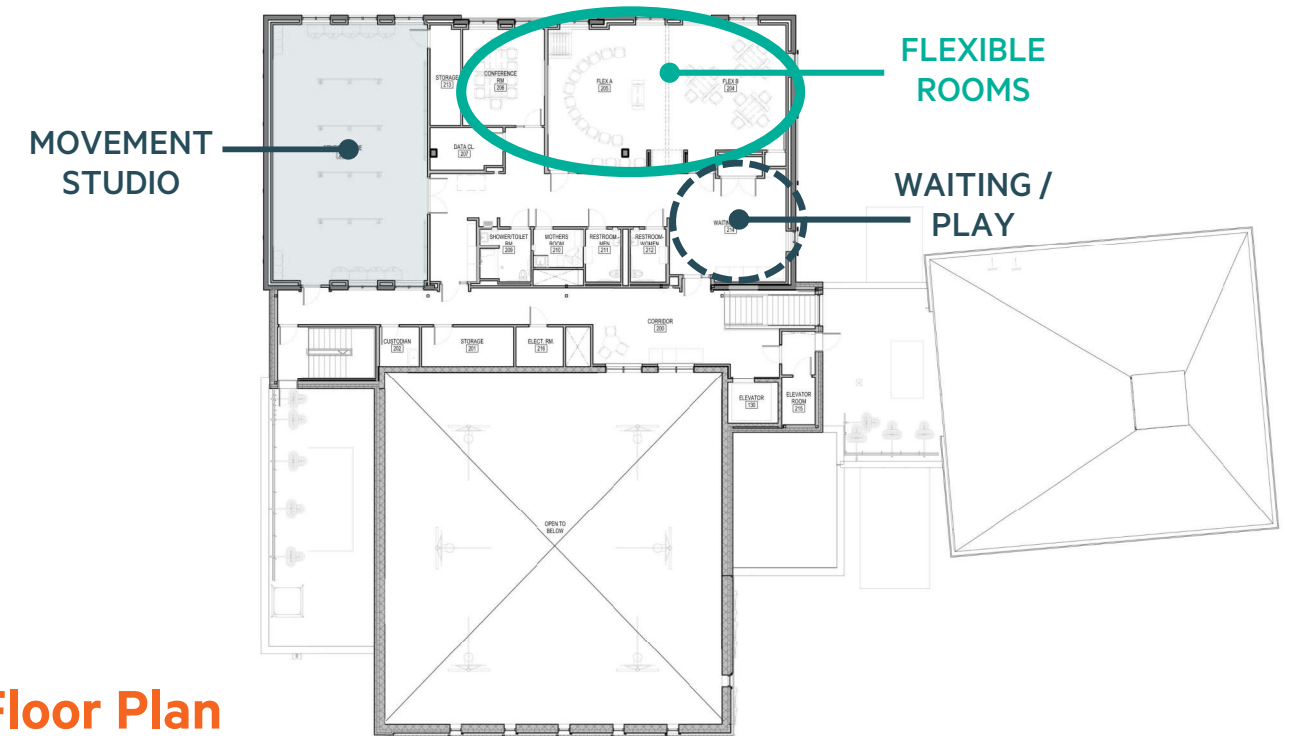 FLEXIBLE
ROOMS
MOVEMENT
STUDIO
WAITING /
PLAY
STORAGE
213
CONFERENCE
RM
208
FLEX A
205
FLEX B
204
DATA CL.
207
SHOWER/TOILET
RM.
209
MOTHERS
ROOM
210
RESTROOM-
MEN
211
RESTROOM-
WOMEN
212
214
CORRIDOR
200
CUSTODIAN
202
STORAGE
201
ELECT. RM.
216
ELEVATOR
130
ELEVATOR
ROOM
215
OPEN TO
BELOW
Floor Plan